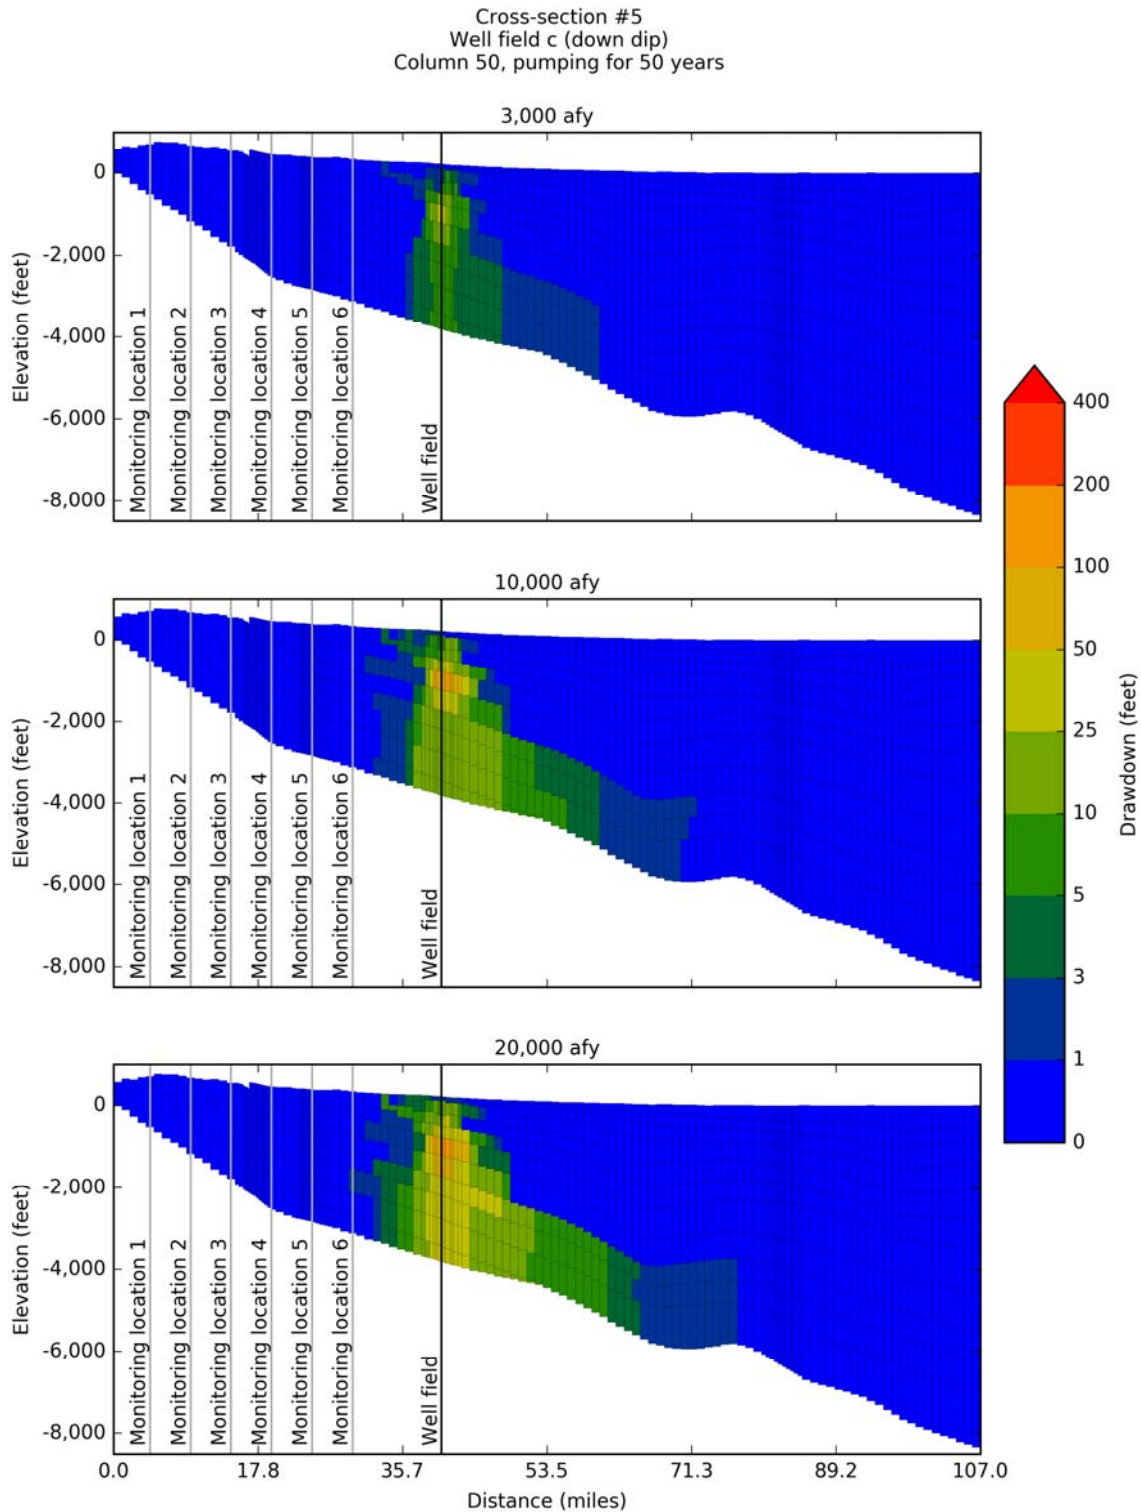 Cross-section #5
Well field c (down dip)
Column 50, pumping for 50 years
3,000 afy
0
-2,000
-4,000
-6,000
-8,000
Elevation (feet)
Monitoring location 1
Monitoring location 2
Monitoring location 3
Monitoring location 4
Monitoring location 5
Monitoring location 6
Well field
10,000 afy
0
-2,000
-4,000
-6,000
-8,000
Elevation (feet)
Monitoring location 1
Monitoring location 2
Monitoring location 3
Monitoring location 4
Monitoring location 5
Monitoring location 6
Well field
20,000 afy
0
-2,000
-4,000
-6,000
-8,000
Elevation (feet)
Monitoring location 1
Monitoring location 2
Monitoring location 3
Monitoring location 4
Monitoring location 5
Monitoring location 6
Well field
0.0 17.8 35.7 53.5 71.3 89.2 107.0
Distance (miles)
400
200
100
50
25
10
5
3
1
0
Drawdown (feet)